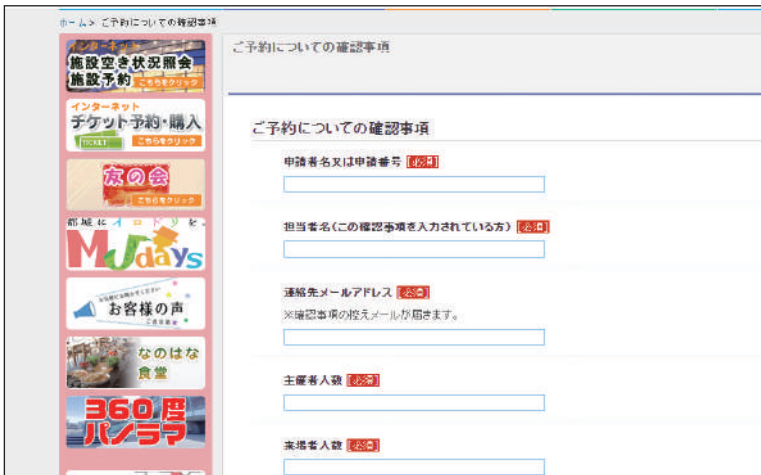 ホーム > ご予約についての確認事項
インターネット
施設空き状況照会
施設予約 こちらをクリック
インターネット
チケット予約・購入
TICKET こちらをクリック
友の会
こちらをクリック
都城に イロドリ を。
MJdays
お客様の声
なのはな
食堂
360度
パノラマ
ご予約についての確認事項
ご予約についての確認事項
申請者名又は申請番号 [必須]
担当者名(この確認事項を入力されている方) [必須]
連絡先メールアドレス [必須]
※確認事項の控えメールが届きます。
主催者人数 [必須]
来場者人数 [必須]